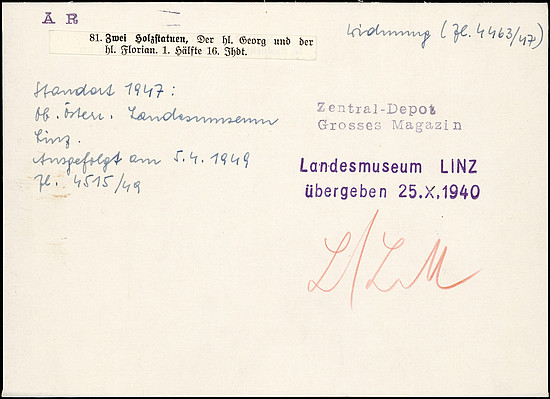 A R
81. Zwei Holzstatuen, Der hl. Georg und der
hl. Florian. 1. Hälfte 16. Jhdt.
Widmung (Zl. 4463/47)
Standort 1947:
Ob. Österr. Landesmuseum
Linz.
Ausgefolgt am 5.4.1949
Zl. 4515/49
Zentral-Depot
Grosses Magazin
Landesmuseum LINZ
übergeben 25.X.1940
L/LM